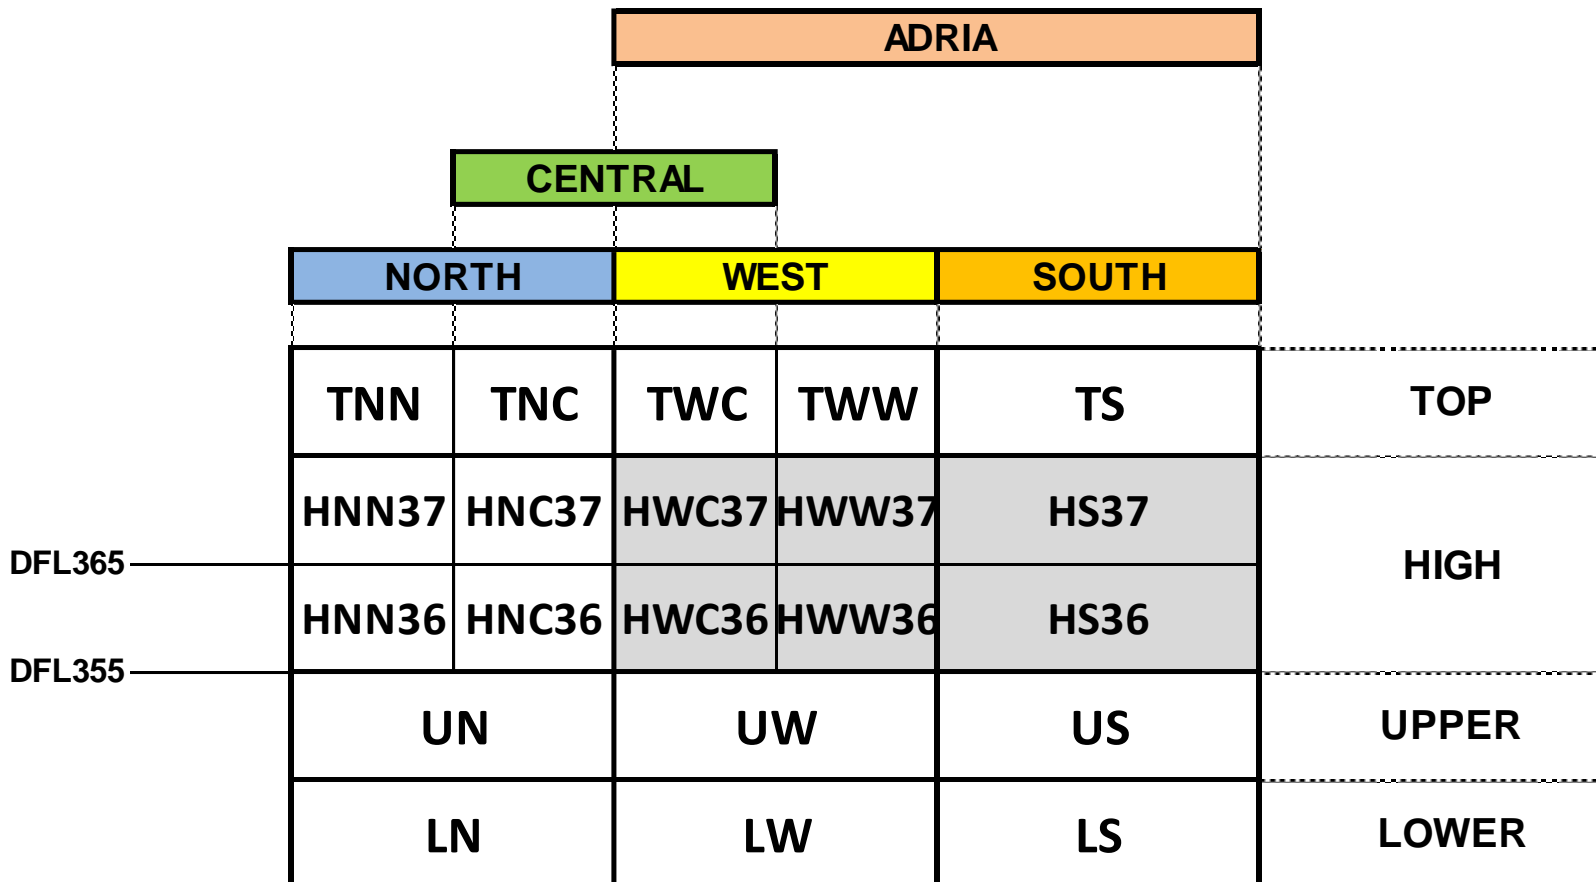 ADRIA
CENTRAL
NORTH WEST SOUTH
TNN TNC TWC TWW TS TOP
HNN37 HNC37 HWC37 HWW37 HS37
DFL365 HIGH
HNN36 HNC36 HWC36 HWW36 HS36
DFL355
UN UW US UPPER
LN LW LS LOWER